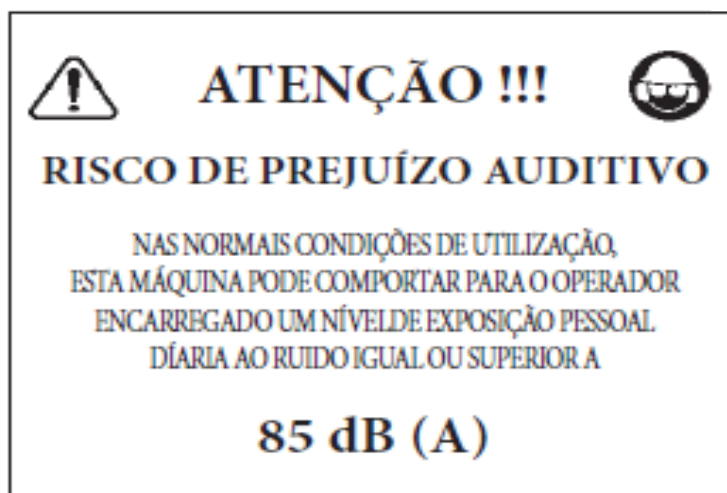 ATENÇÃO !!!
RISCO DE PREJUÍZO AUDITIVO
NAS NORMAIS CONDIÇÕES DE UTILIZAÇÃO,
ESTA MÁQUINA PODE COMPORTAR PARA O OPERADOR
ENCARREGADO UM NÍVELDE EXPOSIÇÃO PESSOAL
DÍARIA AO RUIDO IGUAL OU SUPERIOR A
85 dB (A)